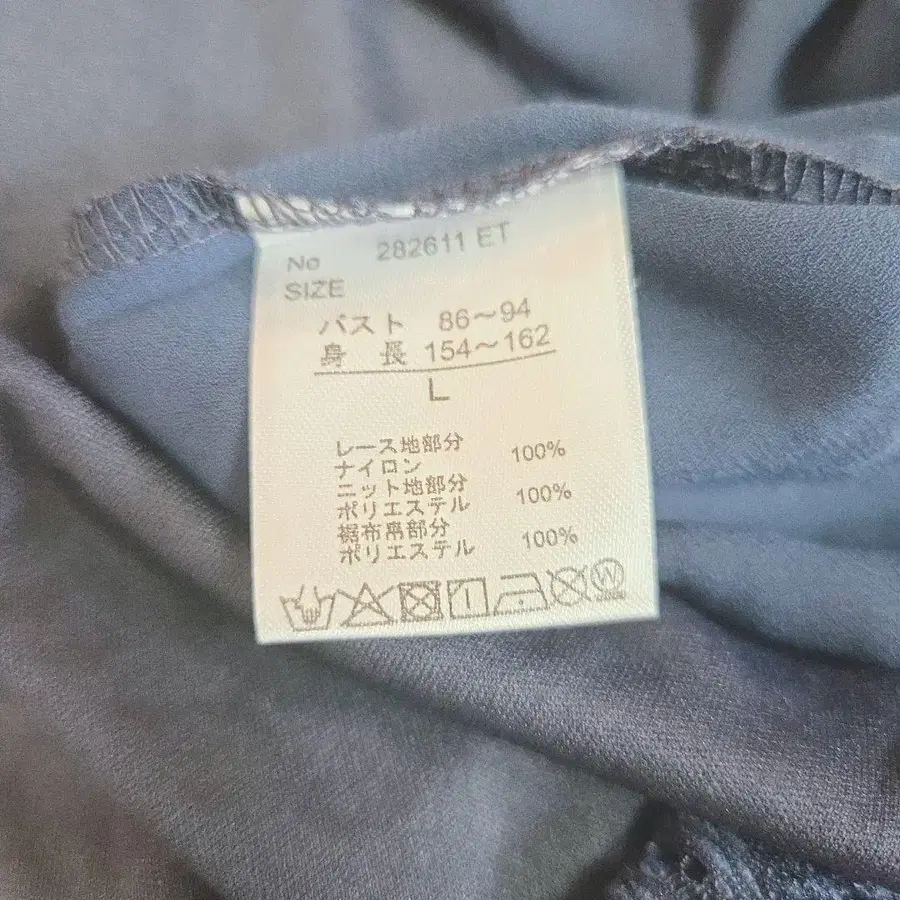 No 282611 ET
SIZE
バスト 86～94
身 長 154～162
L
レース地部分
ナイロン 100%
ニット地部分
ポリエステル 100%
裾布帛部分
ポリエステル 100%
W